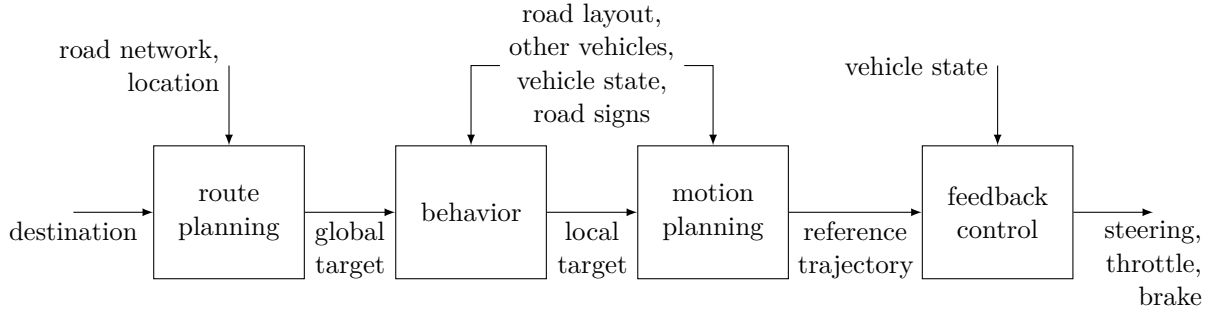 road network,
location
road layout,
other vehicles,
vehicle state,
road signs
vehicle state
destination
route
planning
global
target
behavior
local
target
motion
planning
reference
trajectory
feedback
control
steering,
throttle,
brake